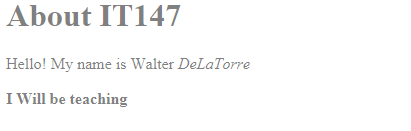 About IT147
Hello! My name is Walter DeLaTorre
I Will be teaching